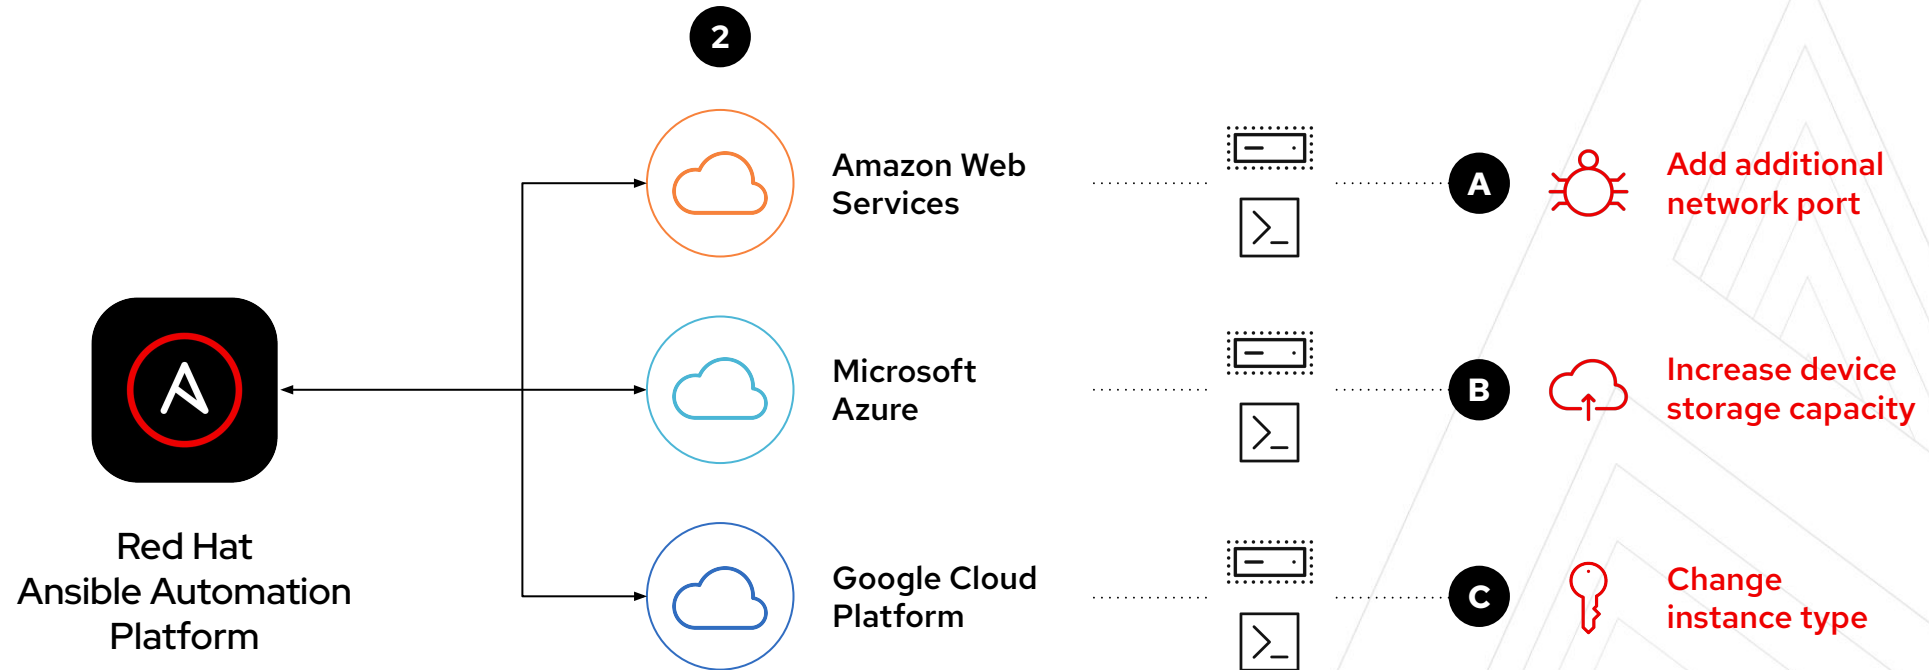 2
Amazon Web
Services
>_
A
Add additional
network port
Microsoft
Azure
>_
B
Increase device
storage capacity
Red Hat
Ansible Automation
Platform
Google Cloud
Platform
>_
C
Change
instance type